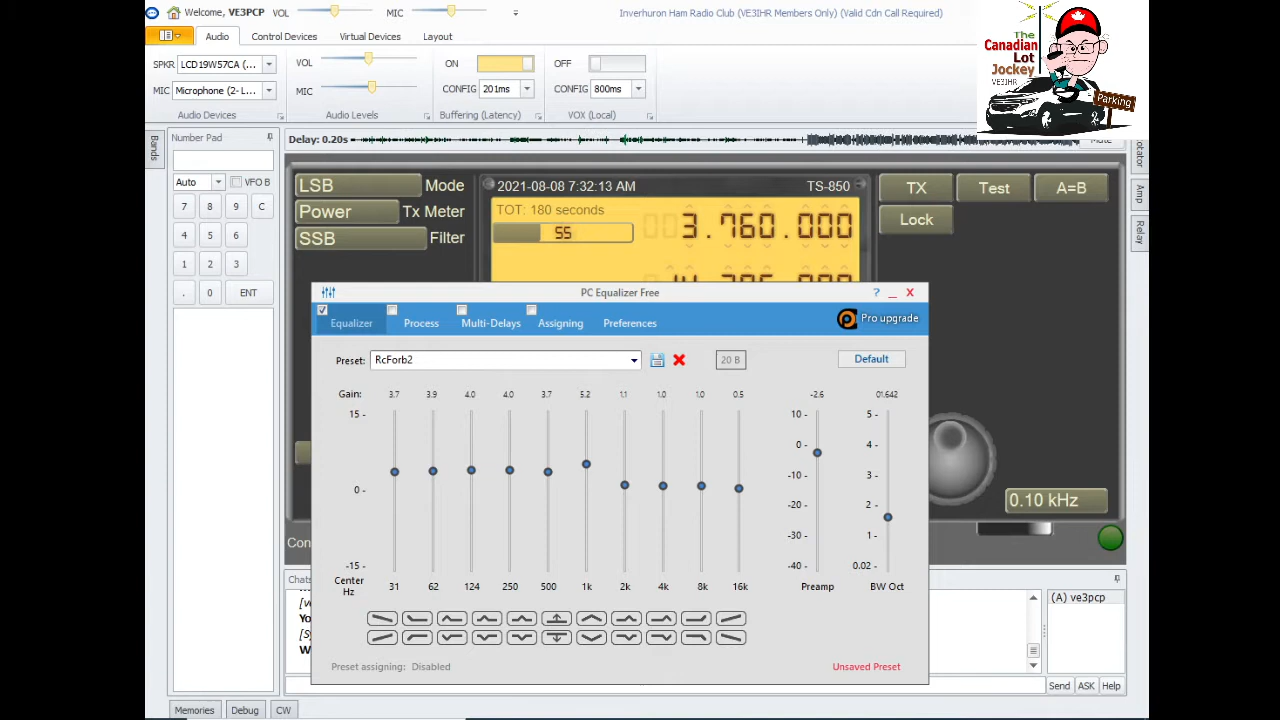 Welcome, VE3PCP VOL MIC Inverhuron Ham Radio Club (VE3IHR Members Only) (Valid Cdn Call Required)
The
Canadian
Lot
Jockey
VE3IHR
Parking
Audio Control Devices Virtual Devices Layout
SPKR LCD19W57CA (... VOL ON OFF
MIC Microphone (2- L... MIC CONFIG 201ms CONFIG 800ms
Audio Devices Audio Levels Buffering (Latency) VOX (Local)
Bands
Number Pad
Delay: 0.20s
Mute
Auto VFO B
7 8 9 C
4 5 6
1 2 3
. 0 ENT
LSB Mode
Power Tx Meter
SSB Filter
2021-08-08 7:32:13 AM TS-850
TOT: 180 seconds
S5
3.760.000
TX Test A=B
Lock
Amp
Relay
0.10 kHz
PC Equalizer Free ? _ X
Equalizer Process Multi-Delays Assigning Preferences Pro upgrade
Preset: RcForb2 20 B Default
Gain: 3.7 3.9 4.0 4.0 3.7 5.2 1.1 1.0 1.0 0.5 -2.6 01.642
15 - 10 - 5 -
0 - 4 -
0 - -10 - 3 -
-20 - 2 -
-30 - 1 -
-15 - -40 - 0.02 -
Center
Hz
31 62 124 250 500 1k 2k 4k 8k 16k Preamp BW Oct
Preset assigning: Disabled Unsaved Preset
Con
Chats
[v
Yo
[S
W
(A) ve3pcp
Send ASK Help
Memories Debug CW